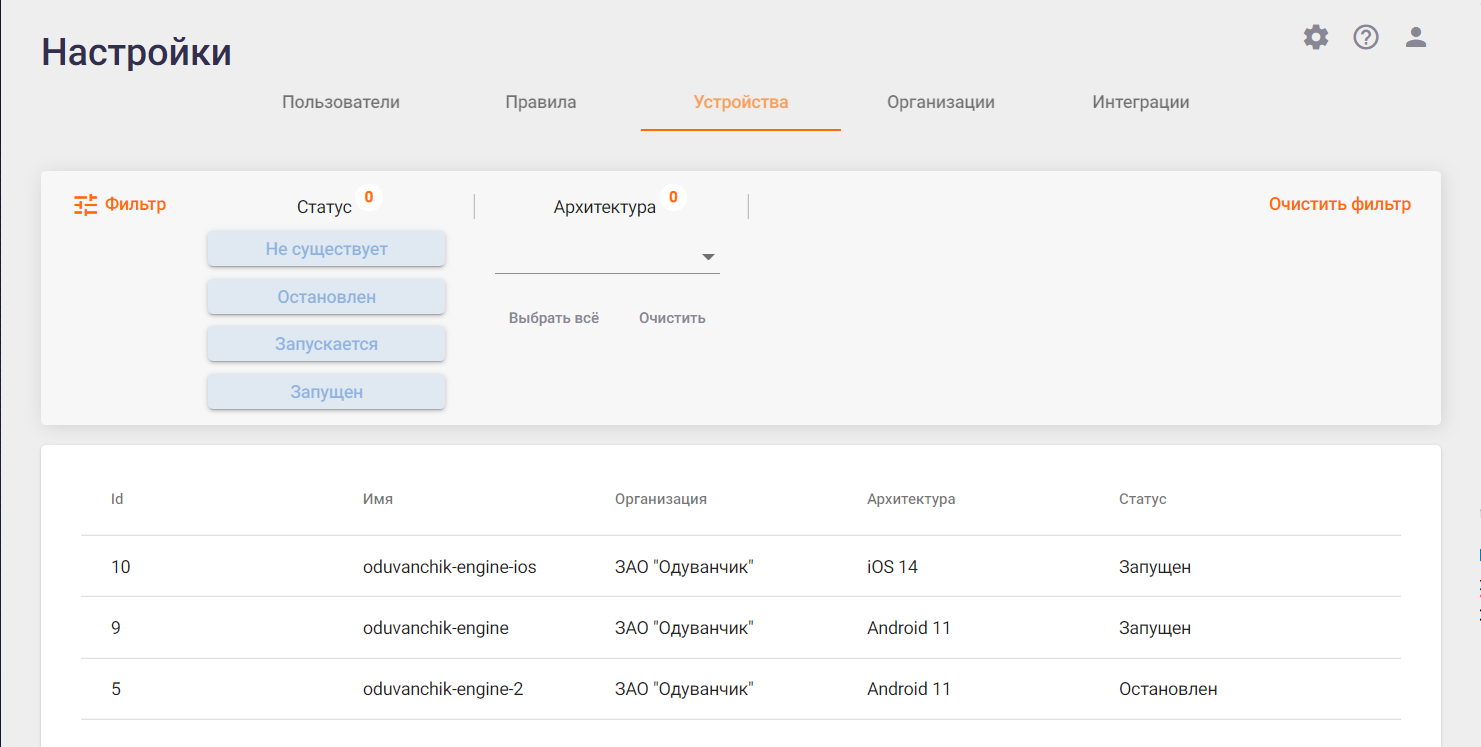 Настройки
Пользователи Правила Устройства Организации Интеграции
Фильтр Статус 0 Архитектура 0 Очистить фильтр
Не существует
Остановлен
Выбрать всё Очистить
Запускается
Запущен
Id Имя Организация Архитектура Статус
10 oduvanchik-engine-ios ЗАО "Одуванчик" iOS 14 Запущен
9 oduvanchik-engine ЗАО "Одуванчик" Android 11 Запущен
5 oduvanchik-engine-2 ЗАО "Одуванчик" Android 11 Остановлен